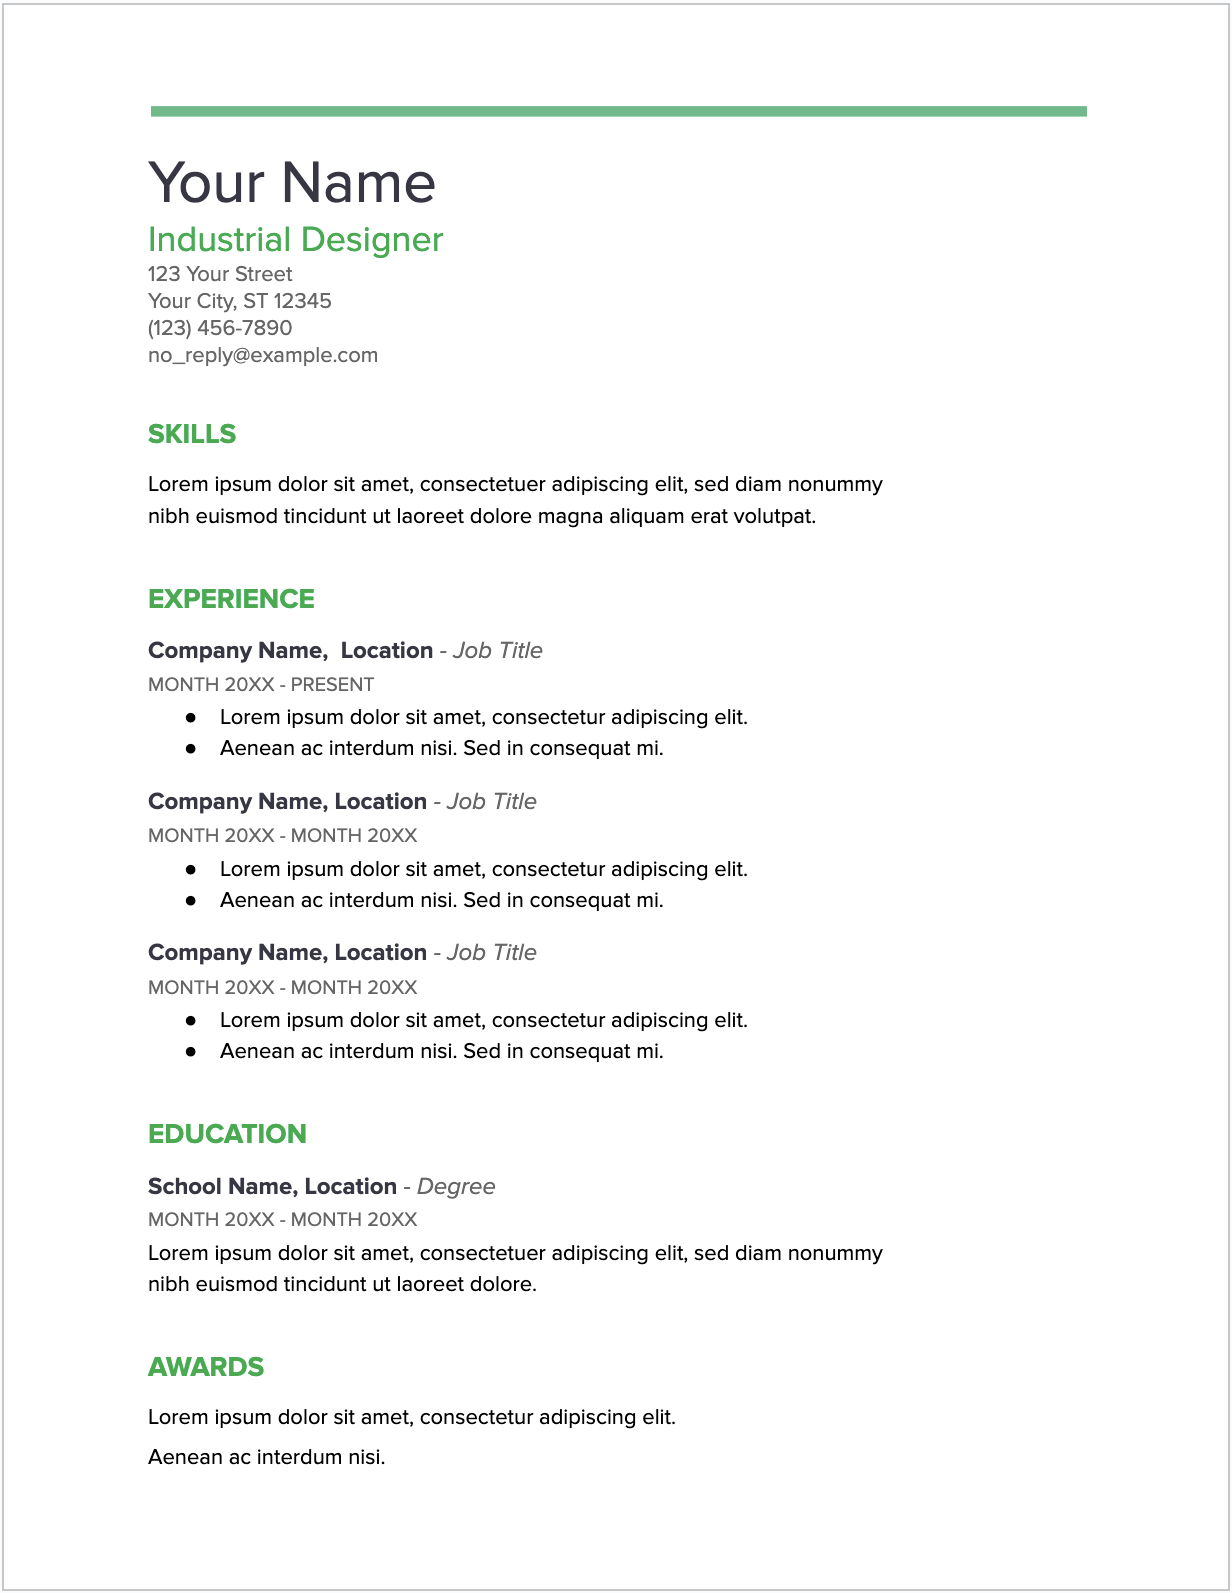 Your Name
Industrial Designer
123 Your Street
Your City, ST 12345
(123) 456-7890
no_reply@example.com
SKILLS
Lorem ipsum dolor sit amet, consectetuer adipiscing elit, sed diam nonummy
nibh euismod tincidunt ut laoreet dolore magna aliquam erat volutpat.
EXPERIENCE
Company Name,  Location - Job Title
MONTH 20XX - PRESENT
● Lorem ipsum dolor sit amet, consectetur adipiscing elit.
● Aenean ac interdum nisi. Sed in consequat mi.
Company Name, Location - Job Title
MONTH 20XX - MONTH 20XX
● Lorem ipsum dolor sit amet, consectetur adipiscing elit.
● Aenean ac interdum nisi. Sed in consequat mi.
Company Name, Location - Job Title
MONTH 20XX - MONTH 20XX
● Lorem ipsum dolor sit amet, consectetur adipiscing elit.
● Aenean ac interdum nisi. Sed in consequat mi.
EDUCATION
School Name, Location - Degree
MONTH 20XX - MONTH 20XX
Lorem ipsum dolor sit amet, consectetuer adipiscing elit, sed diam nonummy
nibh euismod tincidunt ut laoreet dolore.
AWARDS
Lorem ipsum dolor sit amet, consectetur adipiscing elit.
Aenean ac interdum nisi.